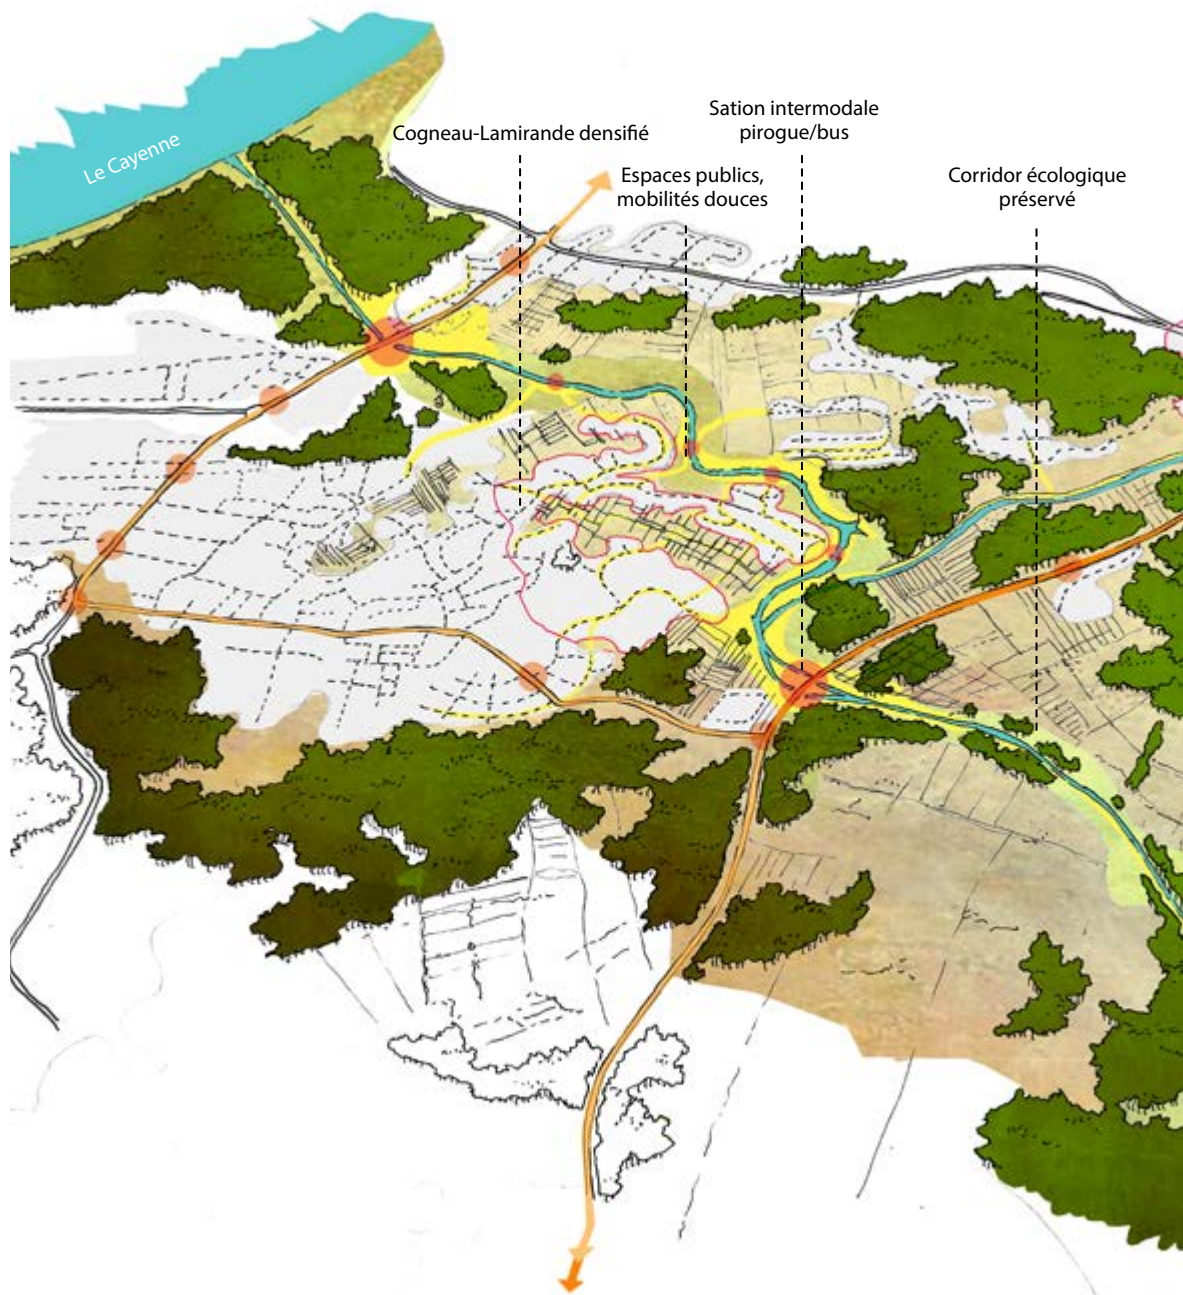 Sation intermodale
pirogue/bus
Cogneau-Lamirande densifié
Le Cayenne
Espaces publics,
mobilités douces
Corridor écologique
préservé